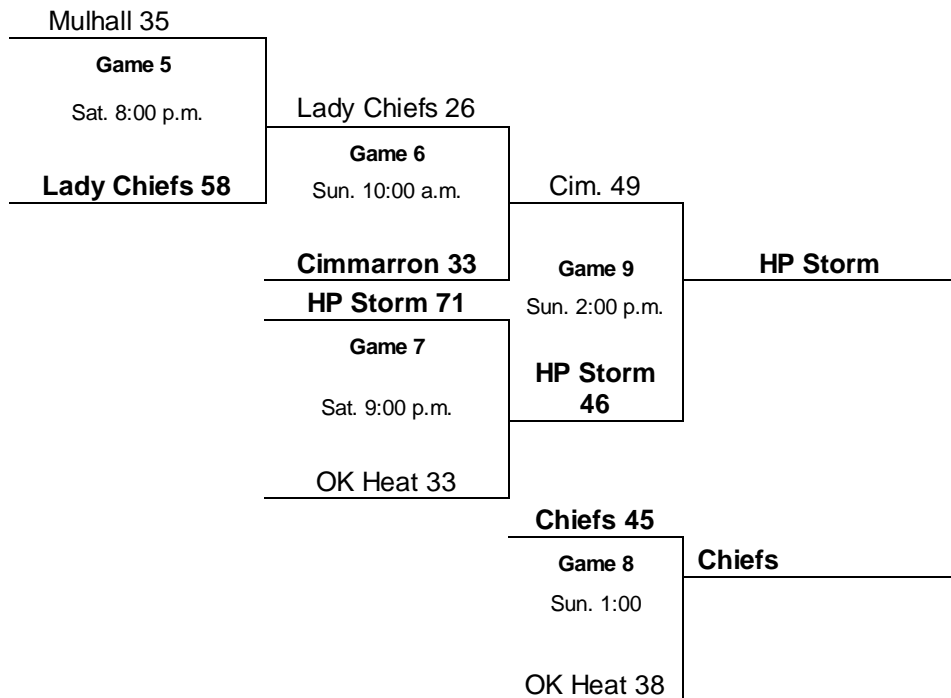 Mulhall 35
Game 5
Sat. 8:00 p.m.
Lady Chiefs 58
Lady Chiefs 26
Game 6
Sun. 10:00 a.m.
Cimmarron 33
HP Storm 71
Game 7
Sat. 9:00 p.m.
OK Heat 33
Cim. 49
Game 9
Sun. 2:00 p.m.
HP Storm
46
HP Storm
Chiefs 45
Game 8
Sun. 1:00
OK Heat 38
Chiefs